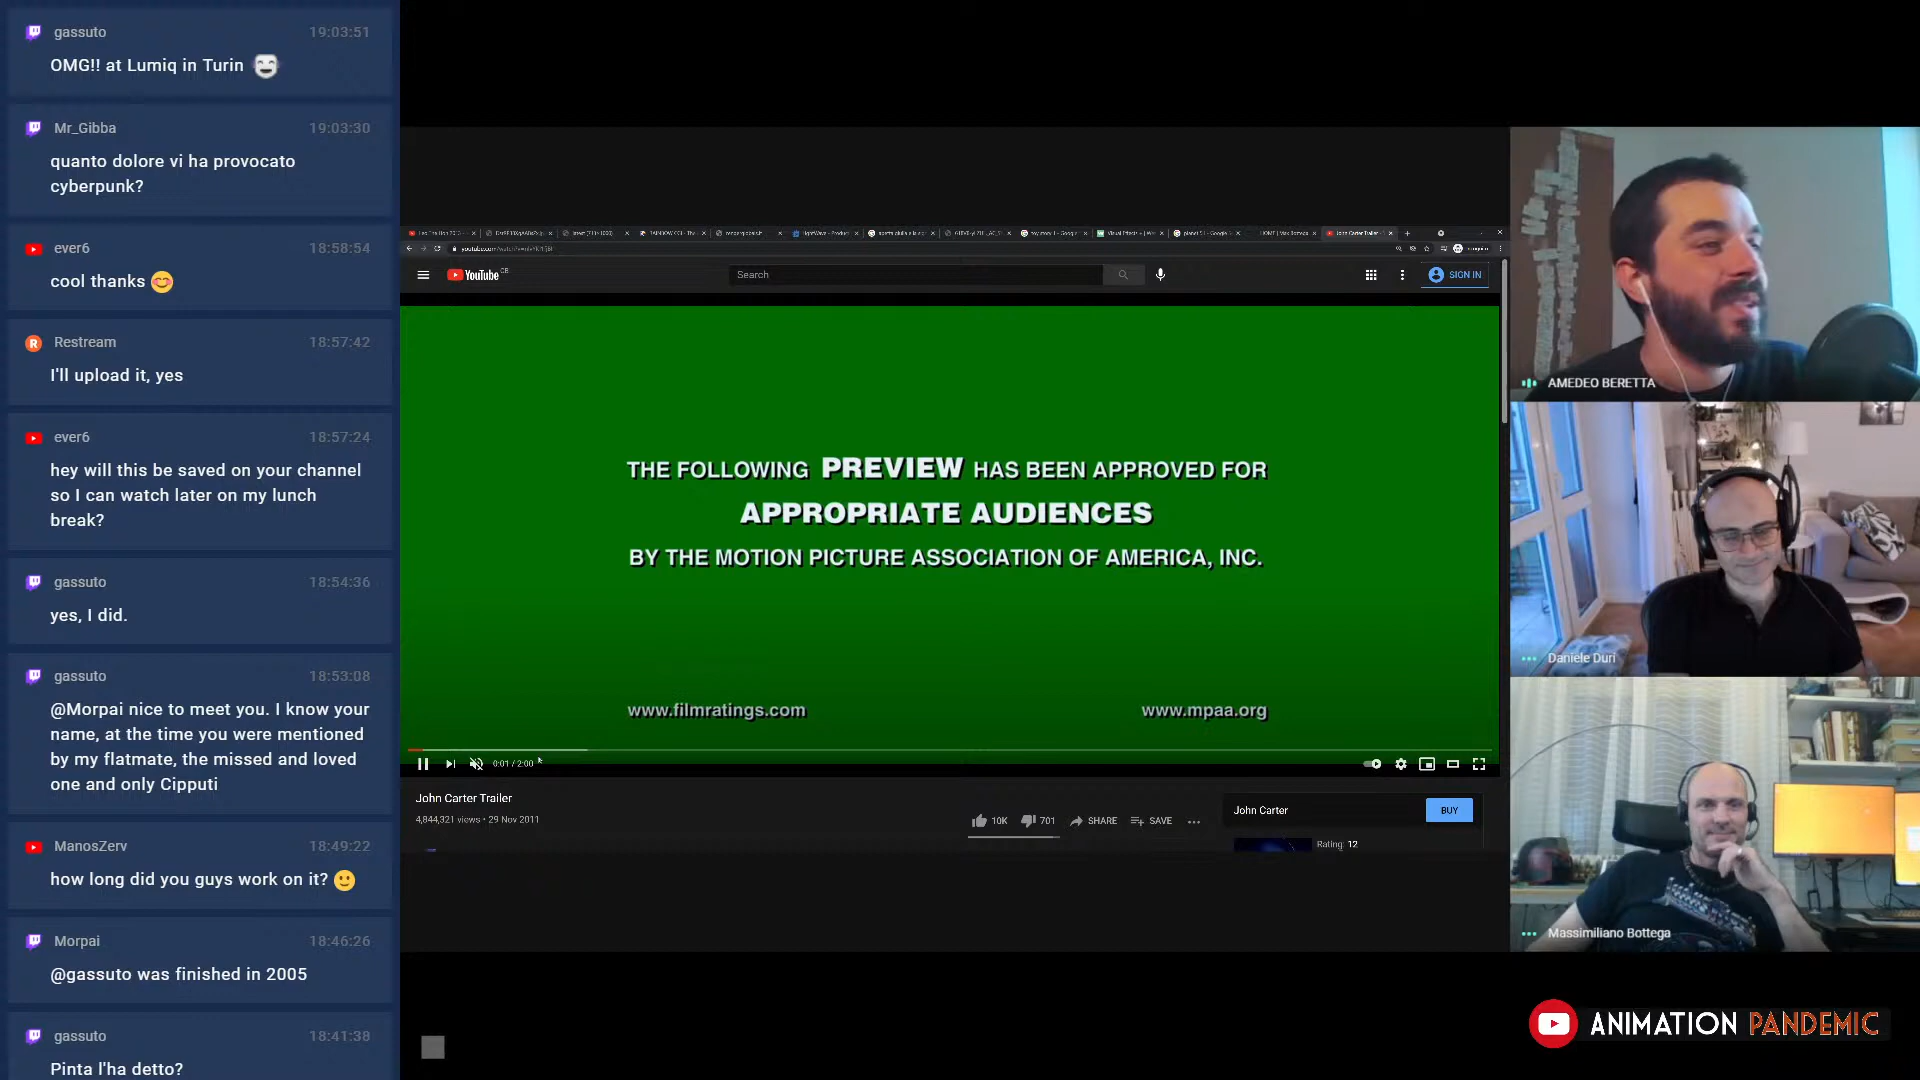 gassuto 19:03:51
OMG!! at Lumiq in Turin
Mr_Gibba 19:03:30
quanto dolore vi ha provocato
cyberpunk?
ever6 18:58:54
cool thanks
Restream 18:57:42
I'll upload it, yes
ever6 18:57:24
hey will this be saved on your channel
so I can watch later on my lunch
break?
gassuto 18:54:36
yes, I did.
gassuto 18:53:08
@Morpai nice to meet you. I know your
name, at the time you were mentioned
by my flatmate, the missed and loved
one and only Cipputi
ManosZerv 18:49:22
how long did you guys work on it?
Morpai 18:46:26
@gassuto was finished in 2005
gassuto 18:41:38
Pinta l'ha detto?
YouTube GB
Search
SIGN IN
THE FOLLOWING PREVIEW HAS BEEN APPROVED FOR
APPROPRIATE AUDIENCES
BY THE MOTION PICTURE ASSOCIATION OF AMERICA, INC.
www.filmratings.com www.mpaa.org
0:01 / 2:00
John Carter Trailer
4,844,321 views • 29 Nov 2011
10K 701 SHARE SAVE
John Carter BUY
Rating: 12
AMEDEO BERETTA
Daniele Duri
Massimiliano Bottega
ANIMATION PANDEMIC